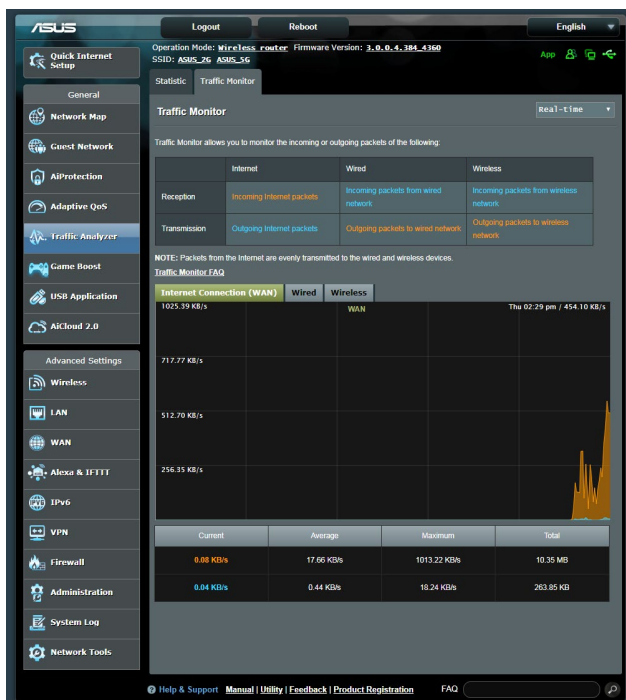 ASUS
Logout
Reboot
English
Operation Mode: Wireless router Firmware Version: 3.0.0.4.384_4360
SSID: ASUS_2G ASUS_5G
App
Quick Internet
Setup
General
Network Map
Guest Network
AiProtection
Adaptive QoS
Traffic Analyzer
Game Boost
USB Application
AiCloud 2.0
Advanced Settings
Wireless
LAN
WAN
Alexa & IFTTT
IPv6
VPN
Firewall
Administration
System Log
Network Tools
Statistic Traffic Monitor
Traffic Monitor
Real-time
Traffic Monitor allows you to monitor the incoming or outgoing packets of the following:
Internet Wired Wireless
Reception
Incoming Internet packets
Incoming packets from wired
network
Incoming packets from wireless
network
Transmission
Outgoing Internet packets
Outgoing packets to wired network
Outgoing packets to wireless
network
NOTE: Packets from the Internet are evenly transmitted to the wired and wireless devices.
Traffic Monitor FAQ
Internet Connection (WAN) Wired Wireless
1025.39 KB/s WAN Thu 02:29 pm / 454.10 KB/s
717.77 KB/s
512.70 KB/s
256.35 KB/s
Current Average Maximum Total
0.08 KB/s 17.66 KB/s 1013.22 KB/s 10.35 MB
0.04 KB/s 0.44 KB/s 18.24 KB/s 263.85 KB
Help & Support Manual | Utility | Feedback | Product Registration FAQ